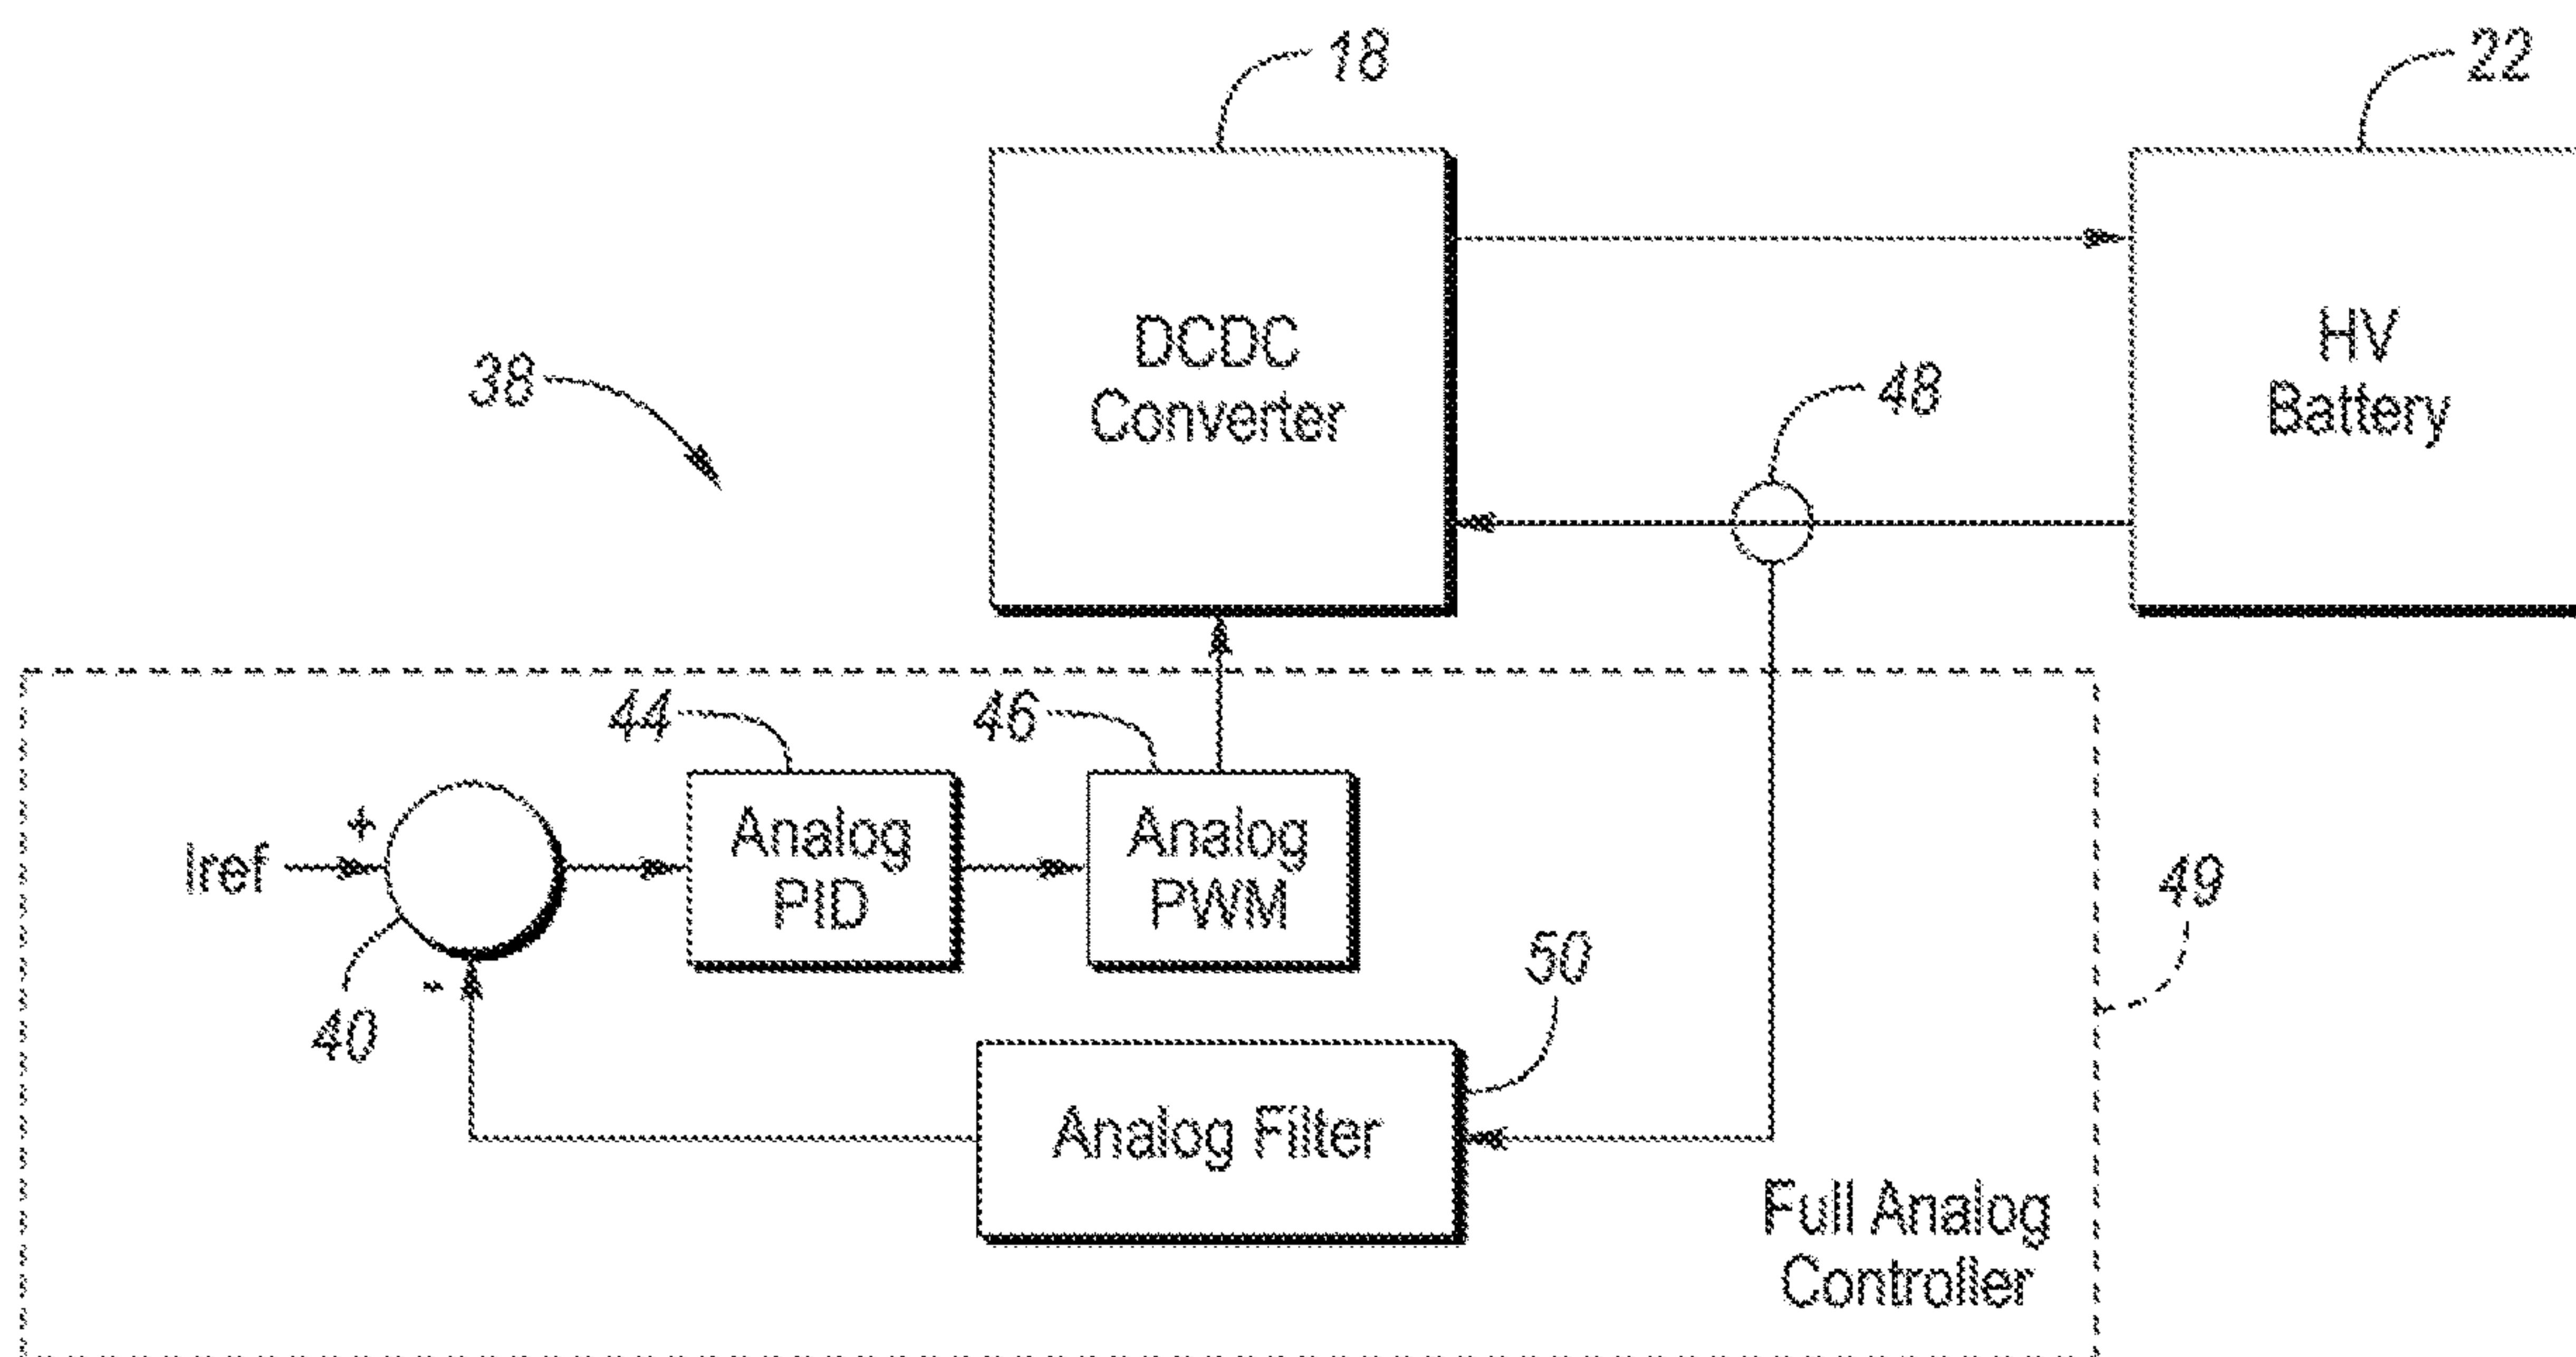 18
22
DCDC
Converter
HV
Battery
38
48
44
46
Analog
PID
Analog
PWM
+
Iref
-
40
49
50
Analog Filter
Full Analog
Controller